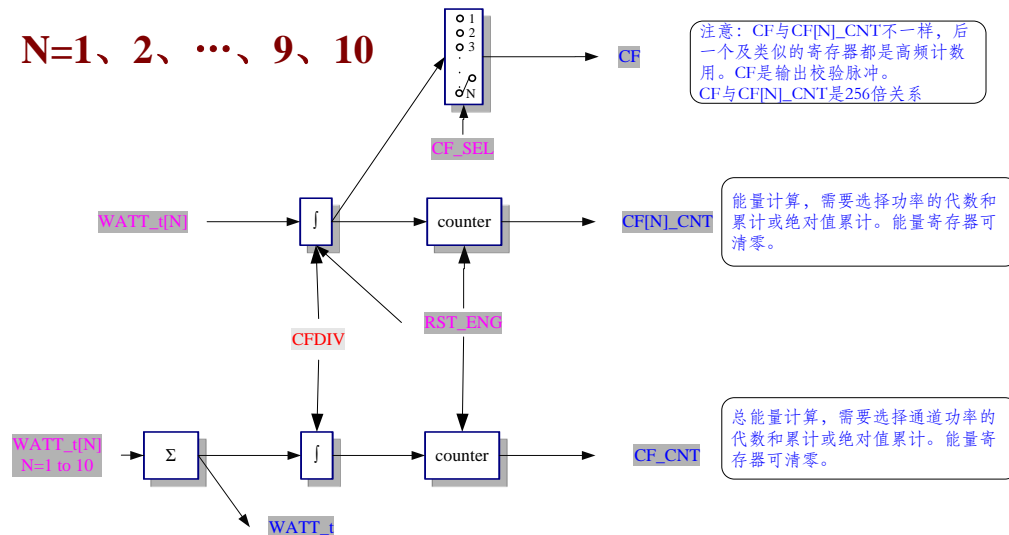 N=1、2、…、9、10
1
2
3
.
.
N
CF
注意：CF与CF[N]_CNT不一样，后
一个及类似的寄存器都是高频计数
用。CF是输出校验脉冲。
CF与CF[N]_CNT是256倍关系
CF_SEL
WATT_t[N]
∫
counter
CF[N]_CNT
能量计算，需要选择功率的代数和
累计或绝对值累计。能量寄存器可
清零。
CFDIV
RST_ENG
WATT_t[N]
N=1 to 10
Σ
∫
counter
CF_CNT
总能量计算，需要选择通道功率的
代数和累计或绝对值累计。能量寄
存器可清零。
WATT_t